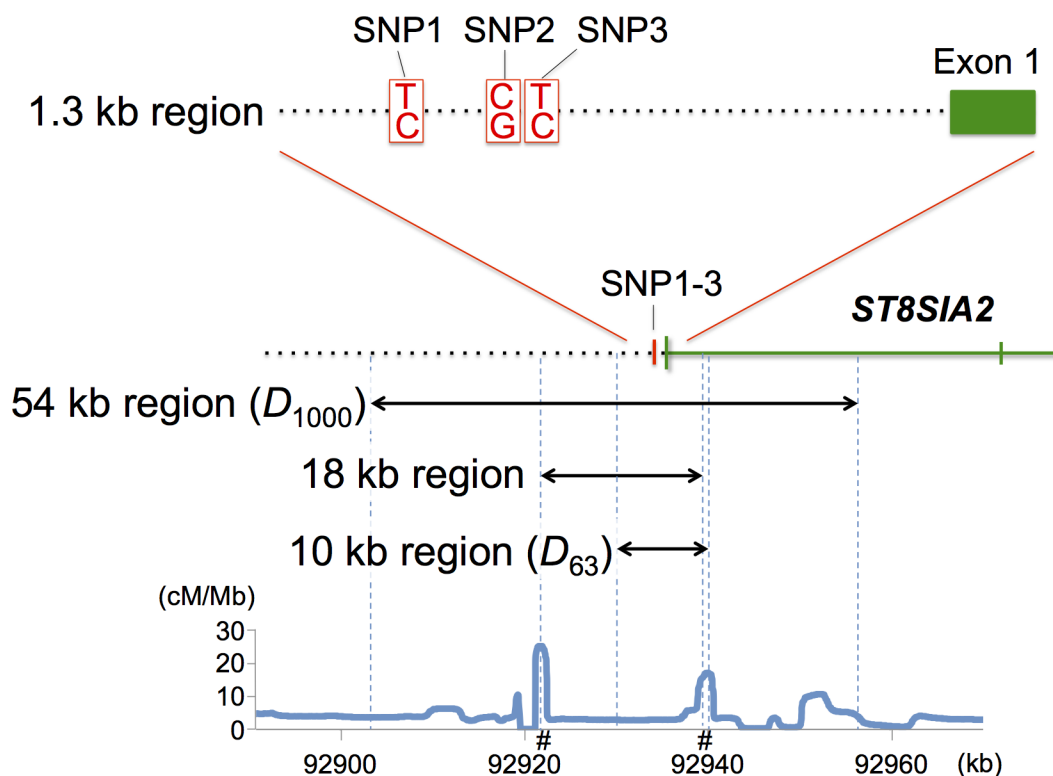 SNP1 SNP2 SNP3
Exon 1
1.3 kb region
T C T
C G C
SNP1-3
ST8SIA2
54 kb region (D1000)
18 kb region
10 kb region (D63)
(cM/Mb)
30
20
10
0
# #
92900 92920 92940 92960 (kb)